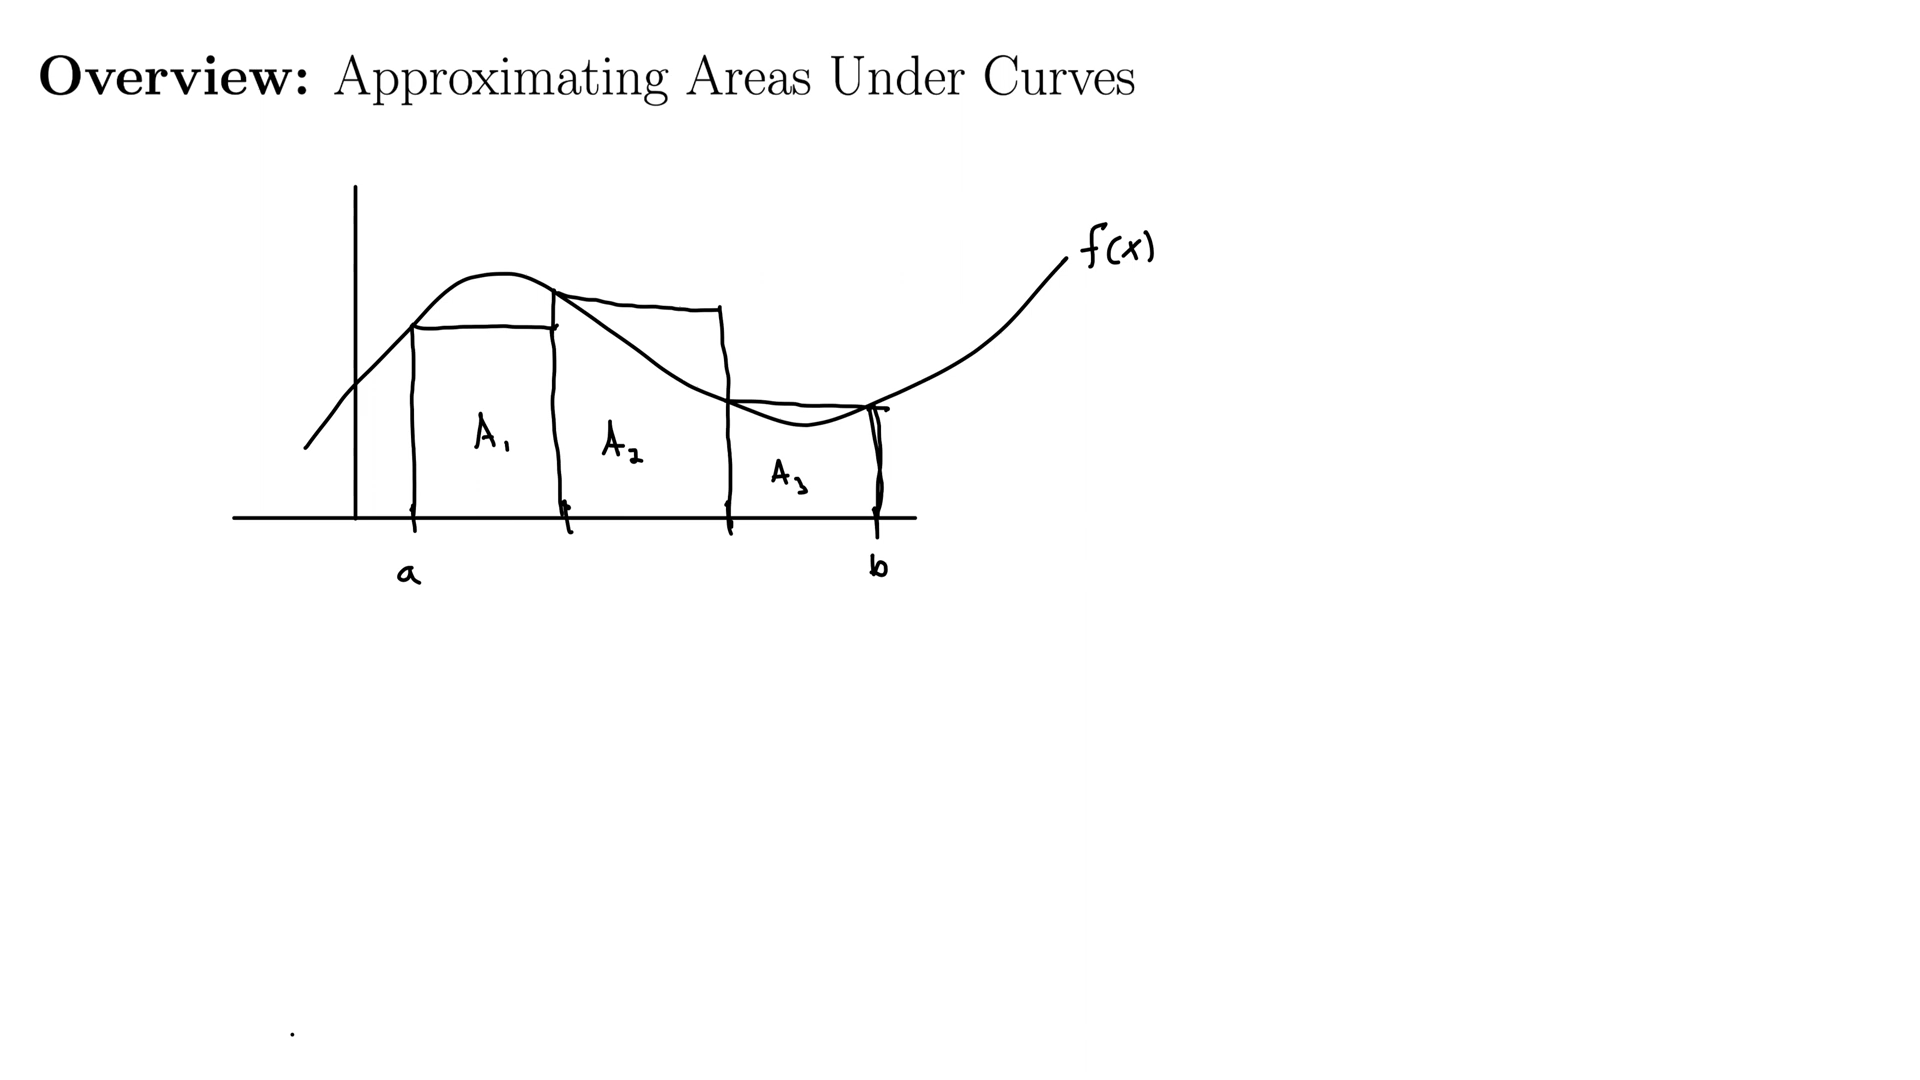 Overview: Approximating Areas Under Curves
f(x)
A₁
A₂
A₃
a
b